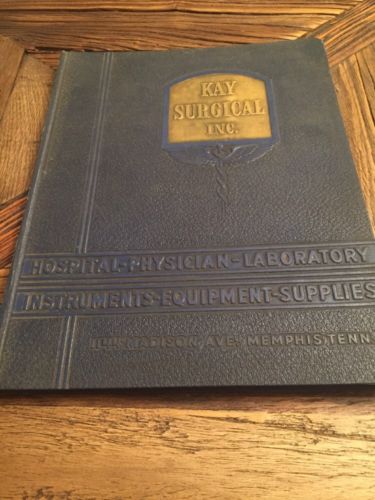 KAY
SURGICAL
INC.
HOSPITAL-PHYSICIAN-LABORATORY
INSTRUMENTS-EQUIPMENT-SUPPLIES
MADISON AVE. MEMPHIS, TENN